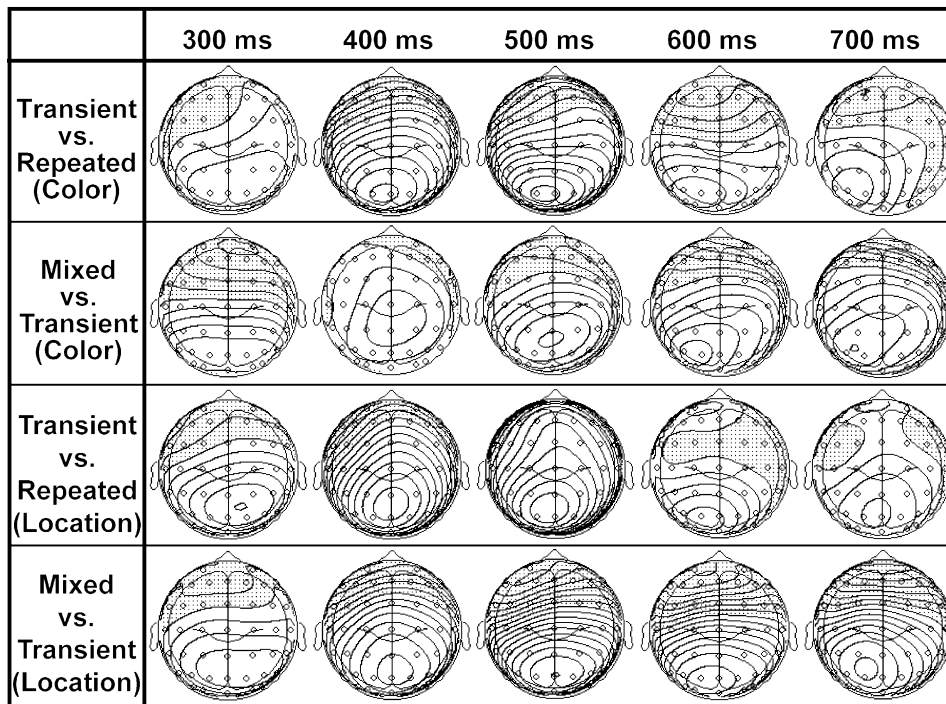 300 ms 400 ms 500 ms 600 ms 700 ms
Transient
vs.
Repeated
(Color)
Mixed
vs.
Transient
(Color)
Transient
vs.
Repeated
(Location)
Mixed
vs.
Transient
(Location)